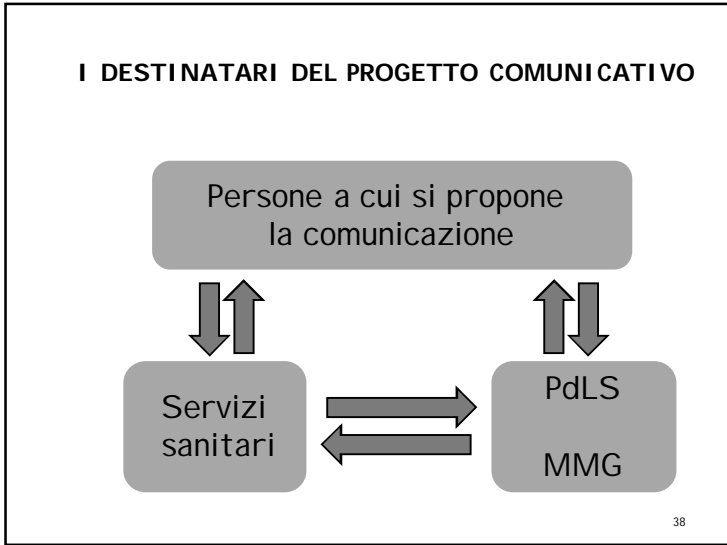 I DESTINATARI DEL PROGETTO COMUNICATIVO
Persone a cui si propone
la comunicazione
Servizi
sanitari
PdLS
MMG
38